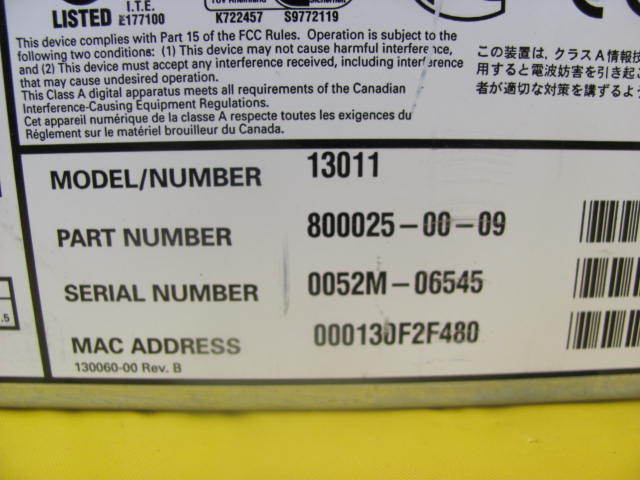 LISTED I.T.E. E177100
TÜV Rheinland
K722457 S9772119
This device complies with Part 15 of the FCC Rules. Operation is subject to the
following two conditions: (1) This device may not cause harmful interference,
and (2) This device must accept any interference received, including interference
that may cause undesired operation.
This Class A digital apparatus meets all requirements of the Canadian
Interference-Causing Equipment Regulations.
Cet appareil numérique de la classe A respecte toutes les exigences du
Réglement sur le matériel brouilleur du Canada.
この装置は, クラスA情報技
用すると電波妨害を引き起こ
者が適切な対策を講ずるよう
MODEL/NUMBER 13011
PART NUMBER 800025-00-09
SERIAL NUMBER 0052M-06545
MAC ADDRESS 000130F2F480
130060-00 Rev. B
.5